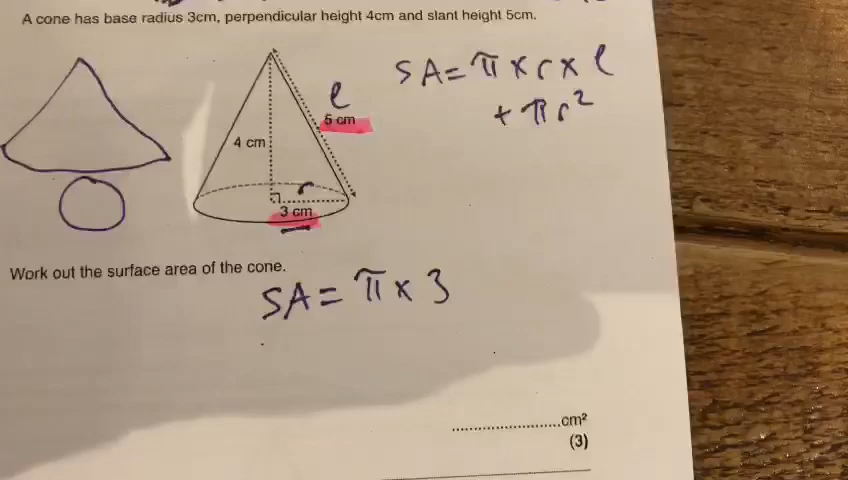 A cone has base radius 3cm, perpendicular height 4cm and slant height 5cm.
SA = π × r × l
+ πr²
l
5 cm
4 cm
r
3 cm
Work out the surface area of the cone.
SA = π × 3
....................cm²
(3)